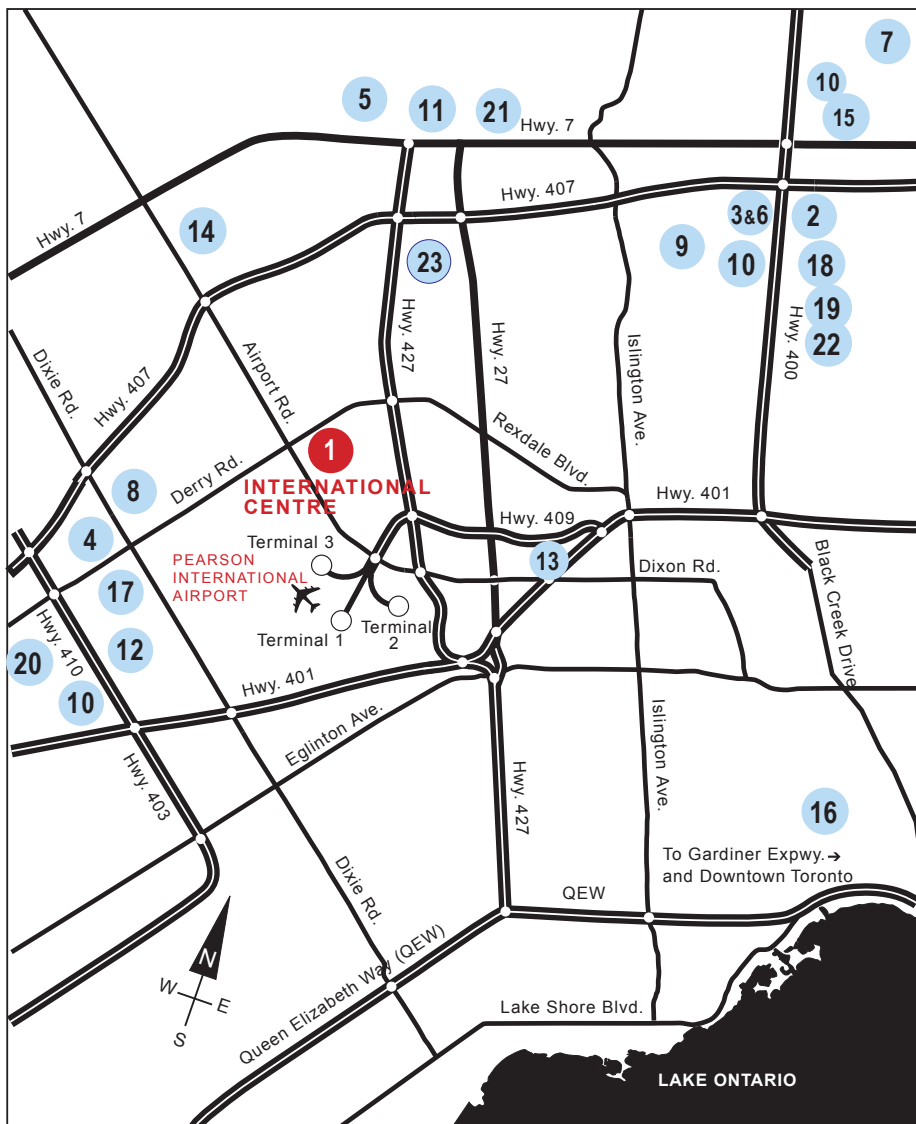 7
10
5
11
21
15
Hwy. 7
Hwy. 407
3&6
2
Hwy. 7
14
9
23
10
18
19
Hwy. 427
Hwy. 27
Islington Ave.
Hwy. 400
22
Dixie Rd.
Hwy. 407
Airport Rd.
Rexdale Blvd.
1
INTERNATIONAL
CENTRE
Derry Rd.
8
Hwy. 401
Hwy. 409
4
Terminal 3
PEARSON
INTERNATIONAL
AIRPORT
13
Dixon Rd.
Black Creek Drive
17
Terminal 1
Terminal
2
Hwy. 410
12
20
10
Hwy. 401
Eglinton Ave.
Islington Ave.
Hwy. 403
Hwy. 427
16
To Gardiner Expwy.➔
and Downtown Toronto
Dixie Rd.
QEW
N
W
E
S
Queen Elizabeth Way (QEW)
Lake Shore Blvd.
LAKE ONTARIO